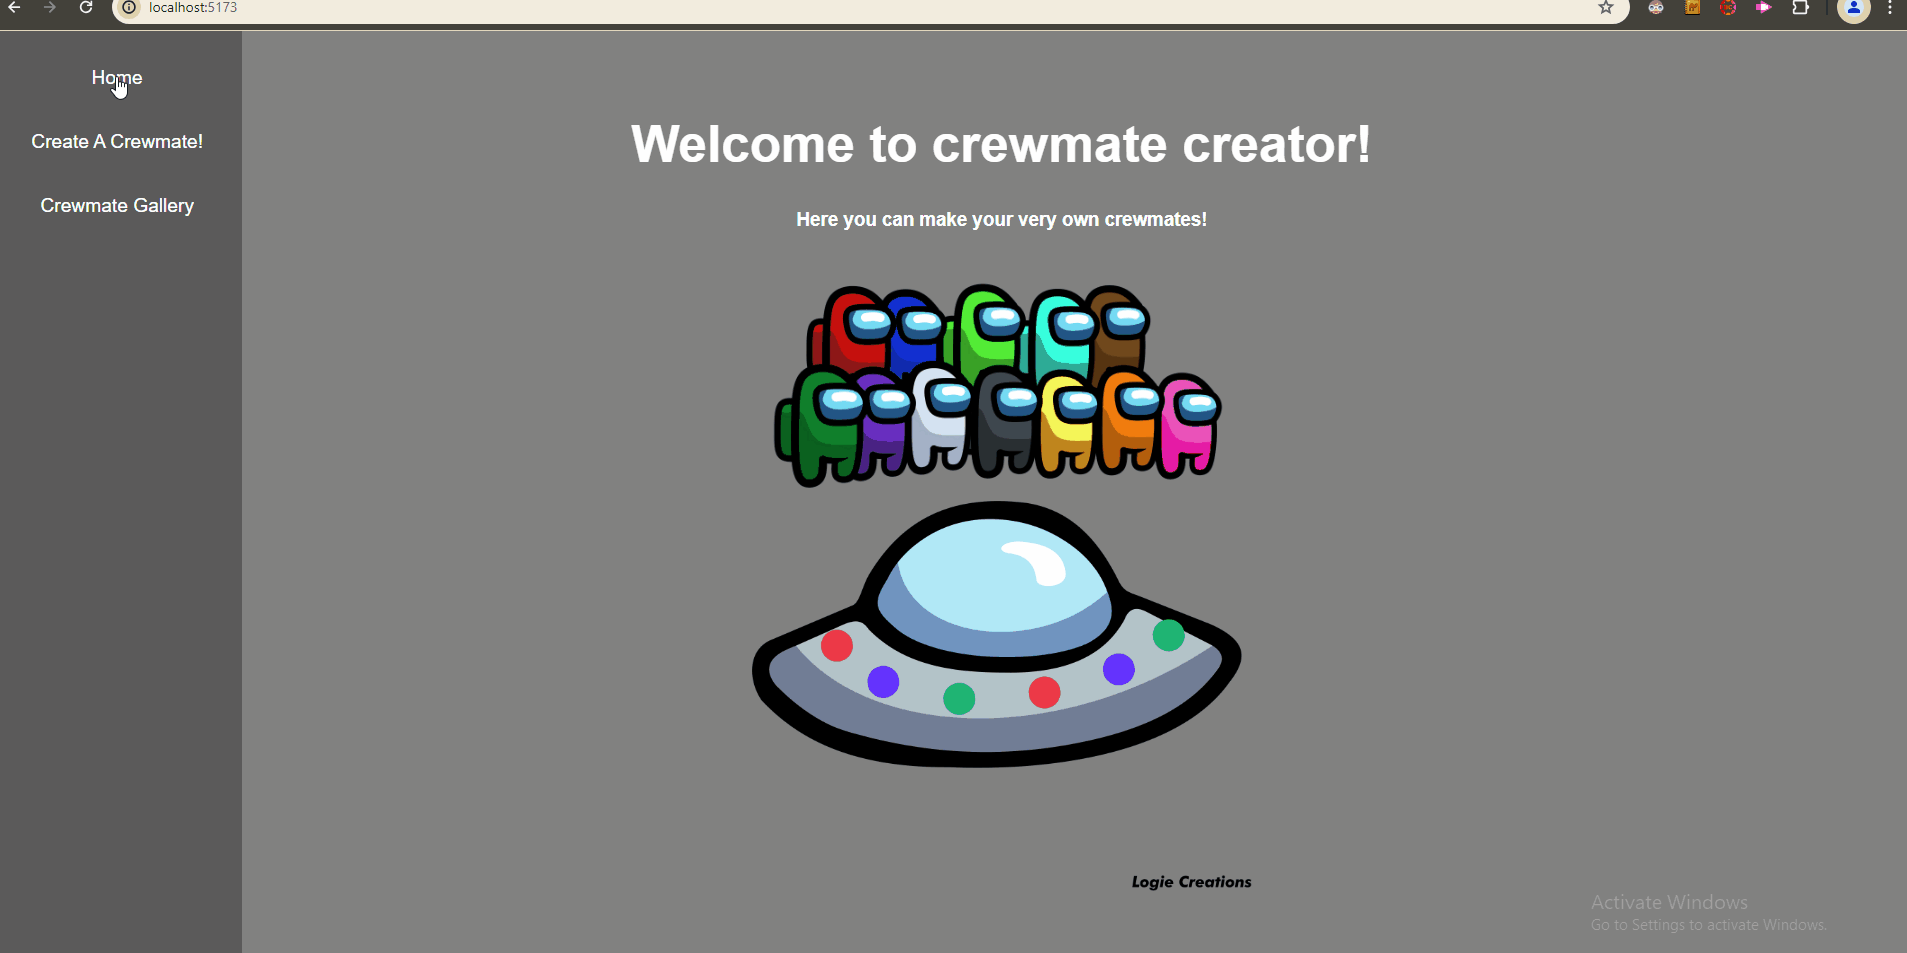 localhost:5173
Home
Create A Crewmate!
Crewmate Gallery
Welcome to crewmate creator!
Here you can make your very own crewmates!
Logie Creations
Activate Windows
Go to Settings to activate Windows.